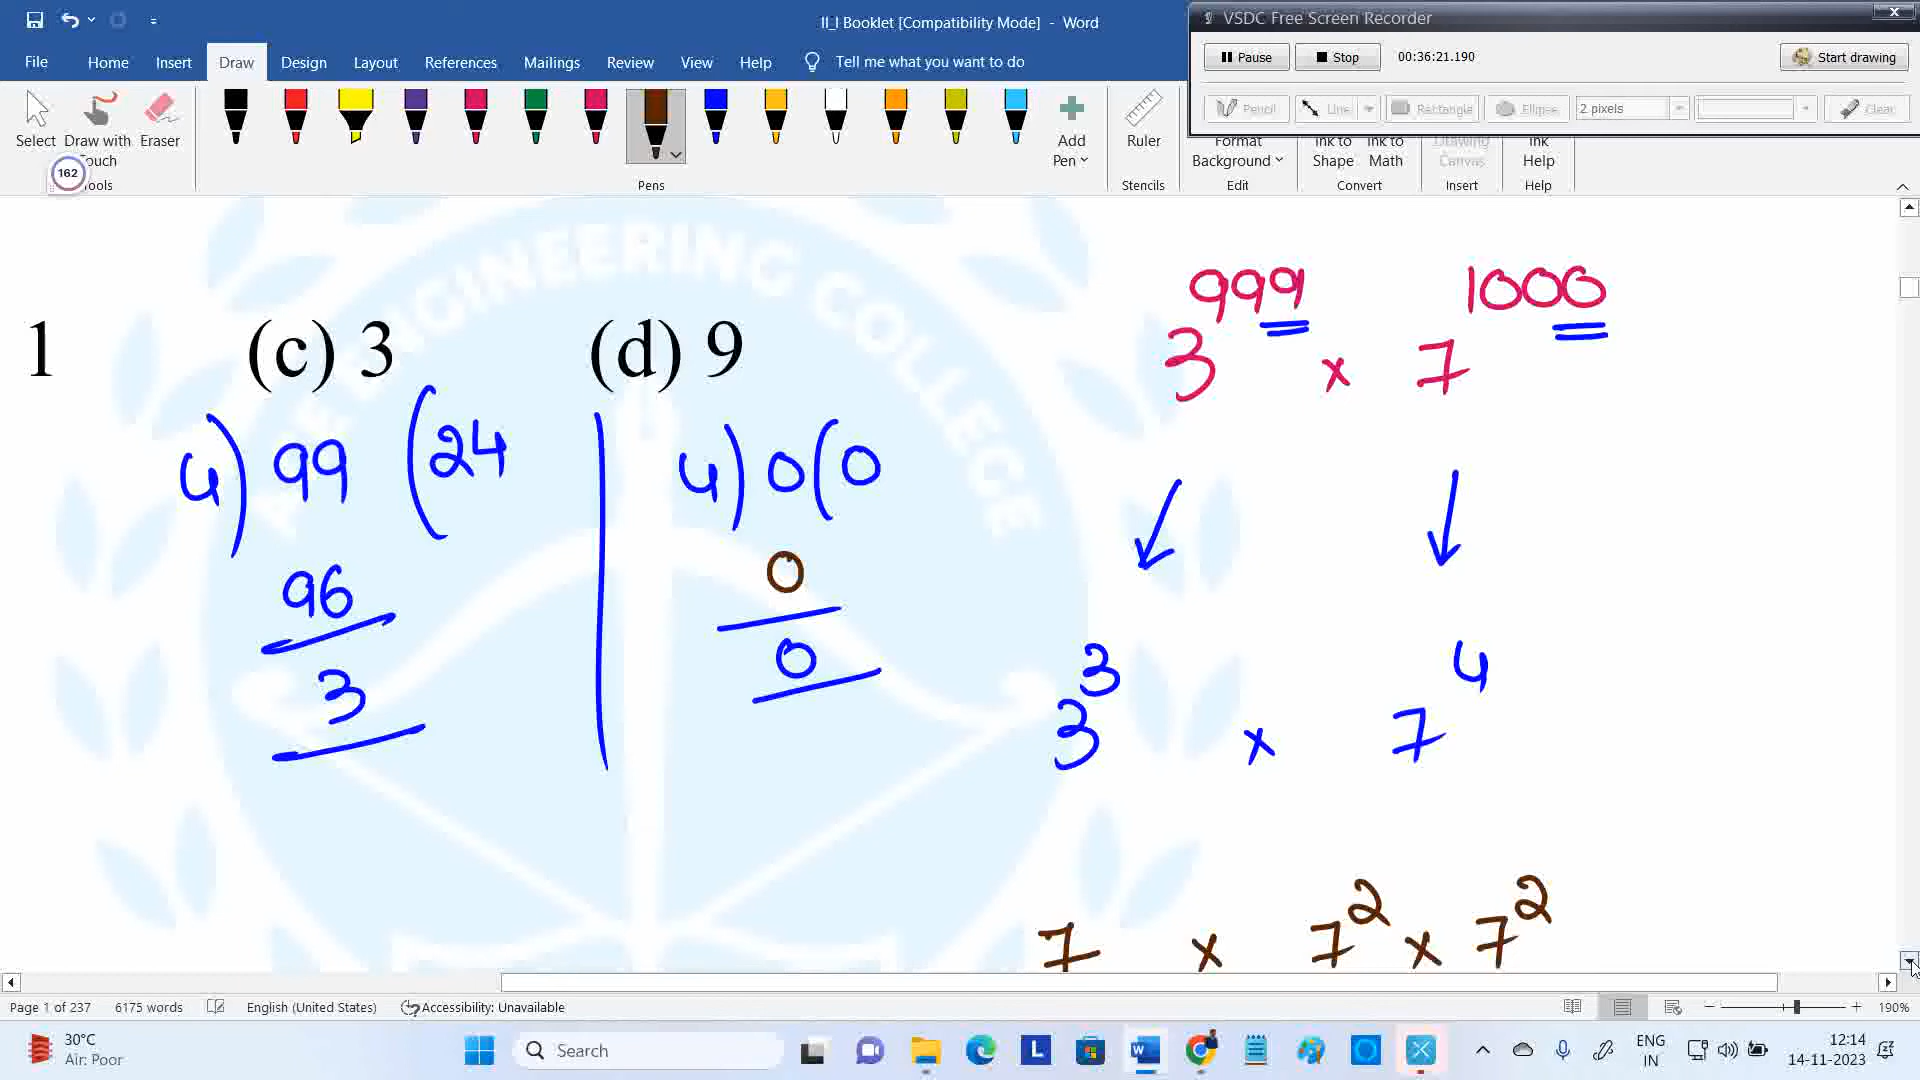 II_I Booklet [Compatibility Mode] - Word
VSDC Free Screen Recorder
Pause Stop 00:36:21.190 Start drawing
Pencil Line Rectangle Ellipse 2 pixels Clear
File Home Insert Draw Design Layout References Mailings Review View Help Tell me what you want to do
Select Draw with Touch Eraser Add Pen Ruler Format Background Ink to Shape Ink to Math Drawing Canvas Ink Help
162
Tools Pens Stencils Edit Convert Insert Help
ENGINEERING COLLEGE
3^999 x 7^1000
1 (c) 3 (d) 9
4) 99 (24
4) 0 (0
96
0
3
0
3^3 x 7^4
7 x 7^2 x 7^2
Page 1 of 237 6175 words English (United States) Accessibility: Unavailable 190%
30°C
Air: Poor
Search
ENG
IN
12:14
14-11-2023